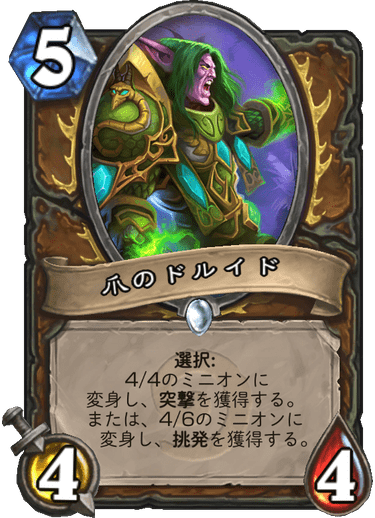 5
爪のドルイド
選択:
4/4のミニオンに
変身し、突撃を獲得する。
または、4/6のミニオンに
変身し、挑発を獲得する。
4
4